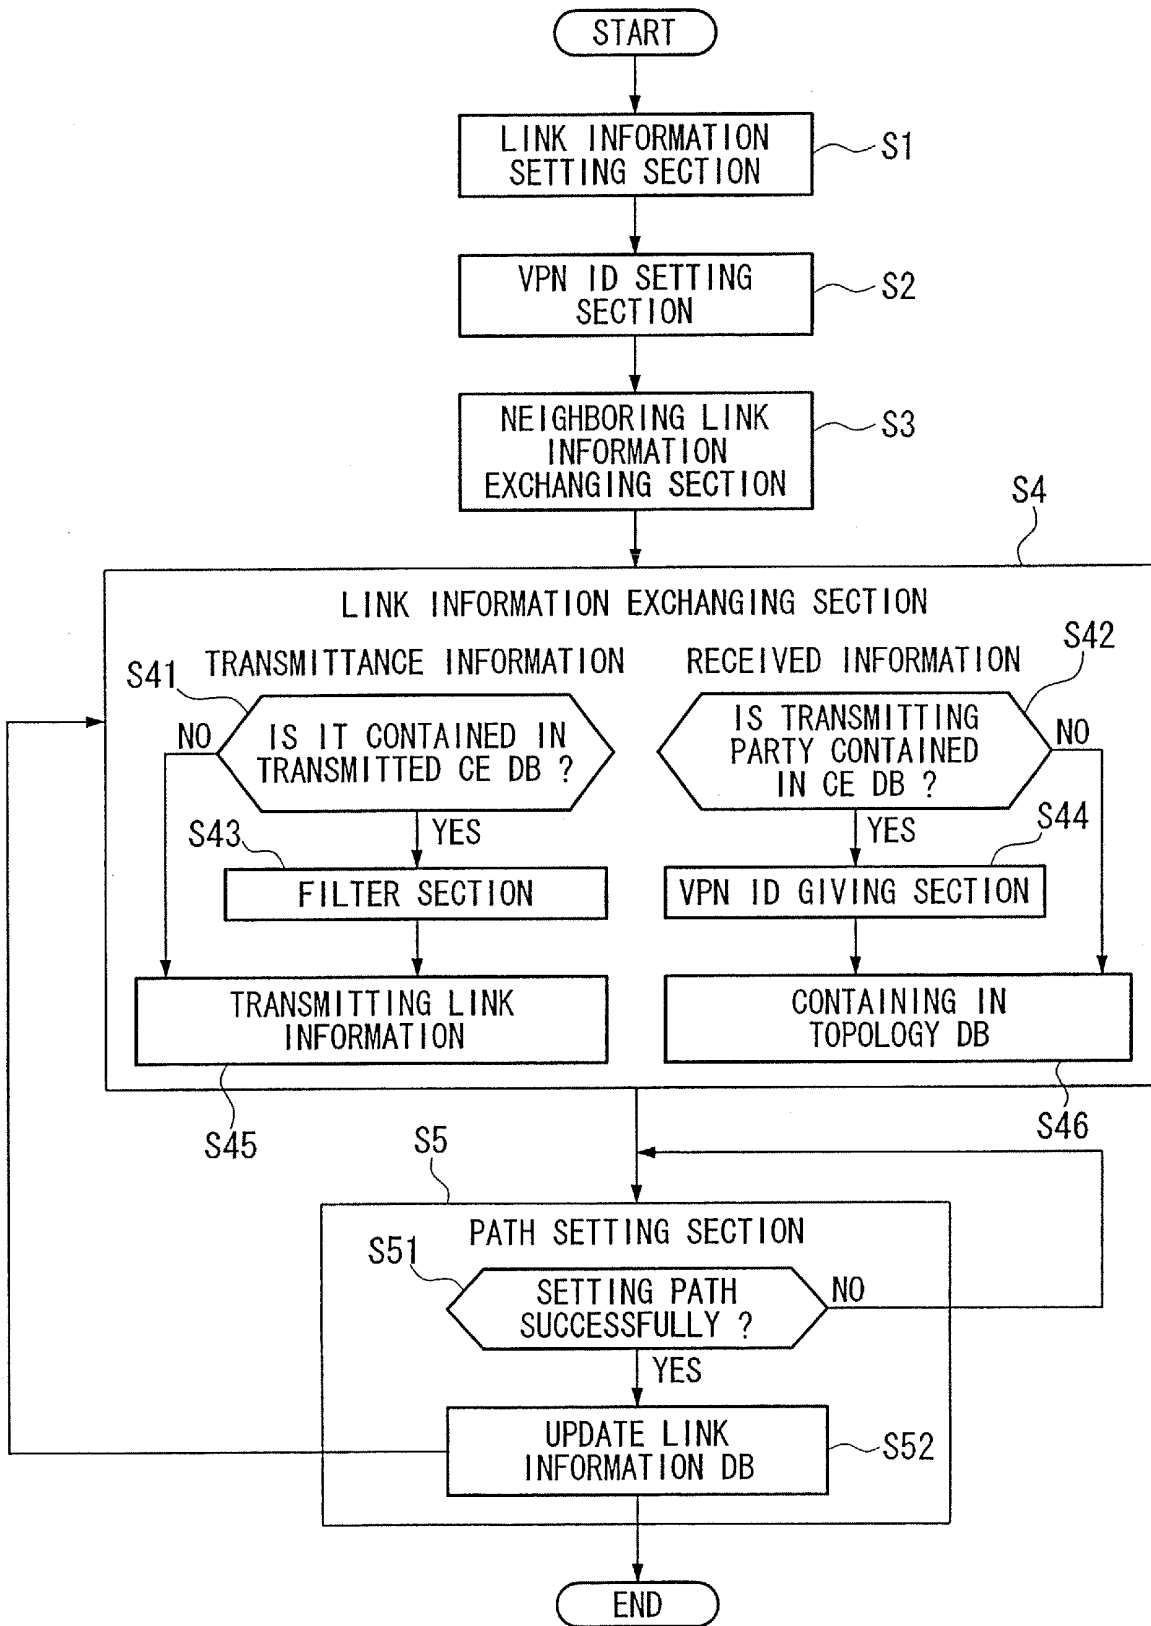 START
LINK INFORMATION
SETTING SECTION
S1
VPN ID SETTING
SECTION
S2
NEIGHBORING LINK
INFORMATION
EXCHANGING SECTION
S3
S4
LINK INFORMATION EXCHANGING SECTION
TRANSMITTANCE INFORMATION
S41
IS IT CONTAINED IN
TRANSMITTED CE DB ?
NO
YES
S43
FILTER SECTION
TRANSMITTING LINK
INFORMATION
S45
RECEIVED INFORMATION
S42
IS TRANSMITTING
PARTY CONTAINED
IN CE DB ?
NO
YES
S44
VPN ID GIVING SECTION
CONTAINING IN
TOPOLOGY DB
S46
S5
PATH SETTING SECTION
S51
SETTING PATH
SUCCESSFULLY ?
NO
YES
UPDATE LINK
INFORMATION DB
S52
END